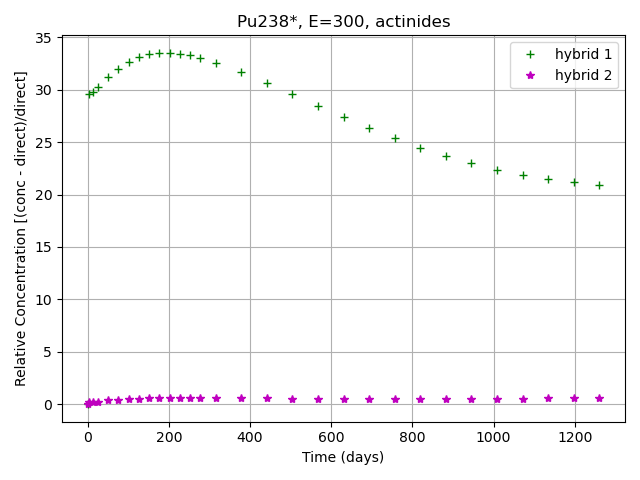 Pu238*, E=300, actinides
Relative Concentration [(conc - direct)/direct]
35
30
25
20
15
10
5
0
hybrid 1
hybrid 2
0 200 400 600 800 1000 1200
Time (days)